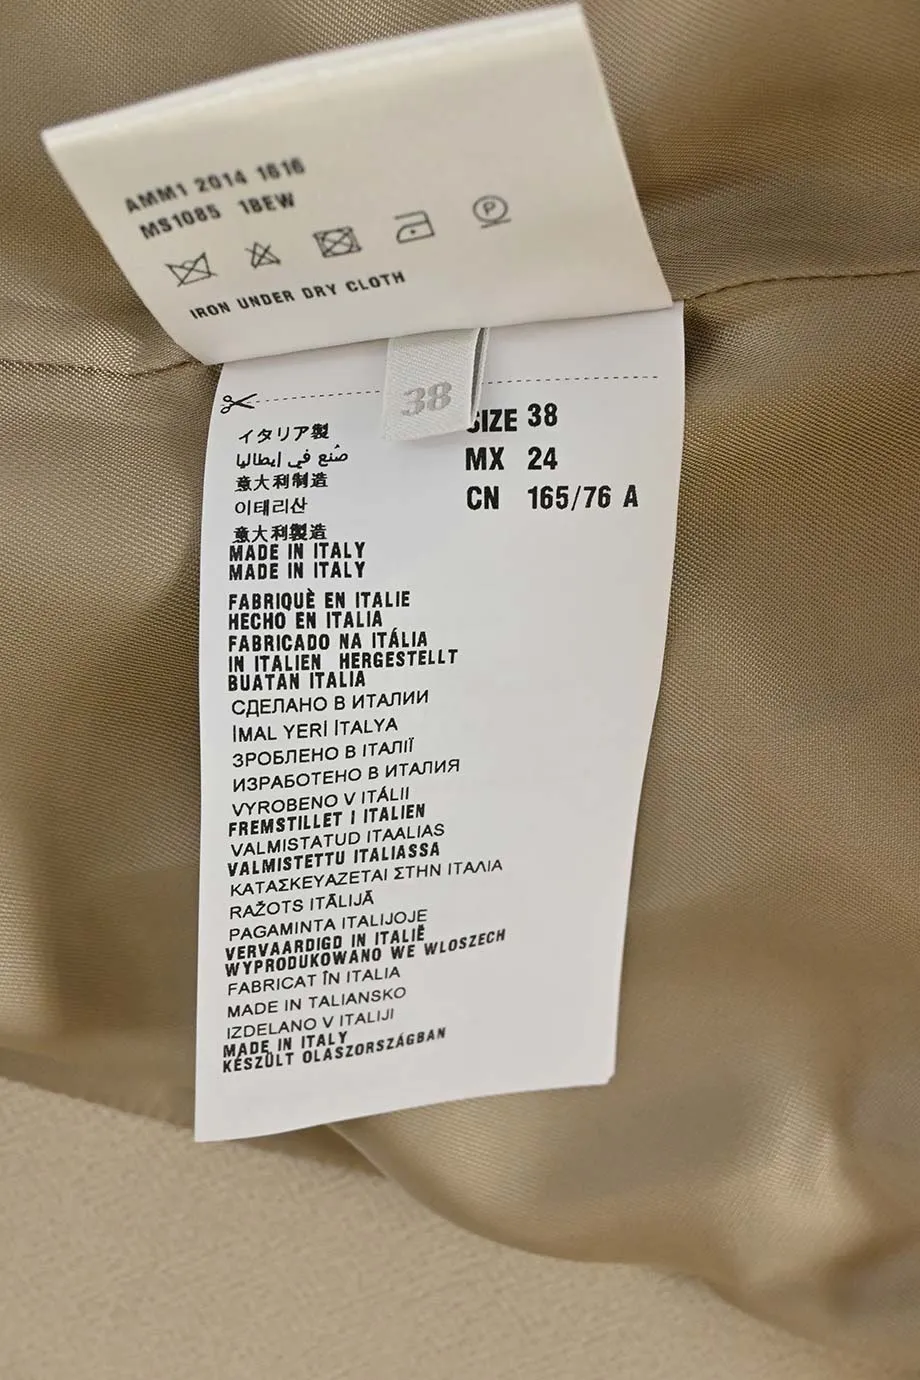 AMM1 2014 1616
MS1085 1BEW
P
IRON UNDER DRY CLOTH
38
SIZE 38
MX 24
CN 165/76 A
イタリア製
صُنع في إيطاليا
意大利制造
이테리산
意大利製造
MADE IN ITALY
MADE IN ITALY
FABRIQUÈ EN ITALIE
HECHO EN ITALIA
FABRICADO NA ITÁLIA
IN ITALIEN HERGESTELLT
BUATAN ITALIA
СДЕЛАНО В ИТАЛИИ
İMAL YERİ İTALYA
ЗРОБЛЕНО В ІТАЛІЇ
ИЗРАБОТЕНО В ИТАЛИЯ
VYROBENO V ITÁLII
FREMSTILLET I ITALIEN
VALMISTATUD ITAALIAS
VALMISTETTU ITALIASSA
ΚΑΤΑΣΚΕΥΑΖΕΤΑΙ ΣΤΗΝ ΙΤΑΛΙΑ
RAŽOTS ITĀLIJĀ
PAGAMINTA ITALIJOJE
VERVAARDIGD IN ITALIË
WYPRODUKOWANO WE WLOSZECH
FABRICAT ÎN ITALIA
MADE IN TALIANSKO
IZDELANO V ITALIJI
MADE IN ITALY
KÉSZÜLT OLASZORSZÁGBAN